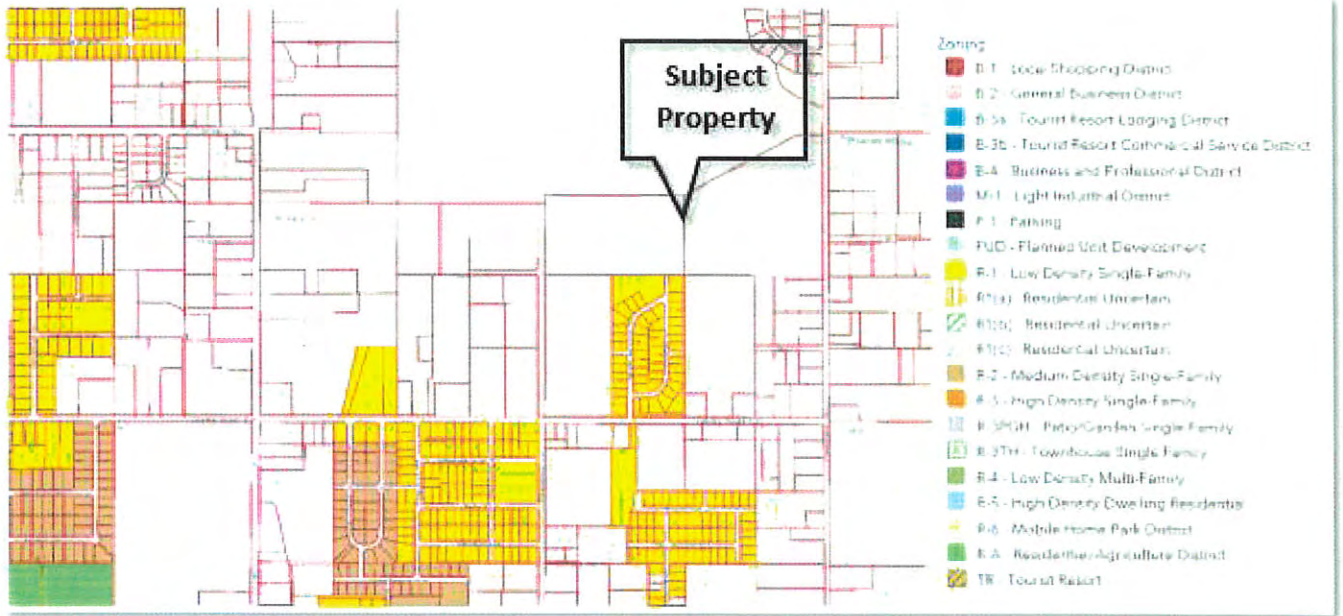 Subject
Property
Zoning
B-1 - Local Shopping District
B-2 - General Business District
B-3a - Tourist Resort Lodging District
B-3b - Tourist Resort Commercial Service District
B-4 - Business and Professional District
M-1 - Light Industrial District
P-1 - Parking
PUD - Planned Unit Development
R-1 - Low Density Single-Family
R1(a) - Residential Uncertain
R1(b) - Residential Uncertain
R1(c) - Residential Uncertain
R-2 - Medium Density Single-Family
R-3 - High Density Single-Family
R-3PGH - Patio/Garden Single Family
R-3TH - Townhouse Single Family
R-4 - Low Density Multi-Family
R-5 - High Density Dwelling Residential
R-6 - Mobile Home Park District
R-A - Residential-Agriculture District
TR - Tourist Resort